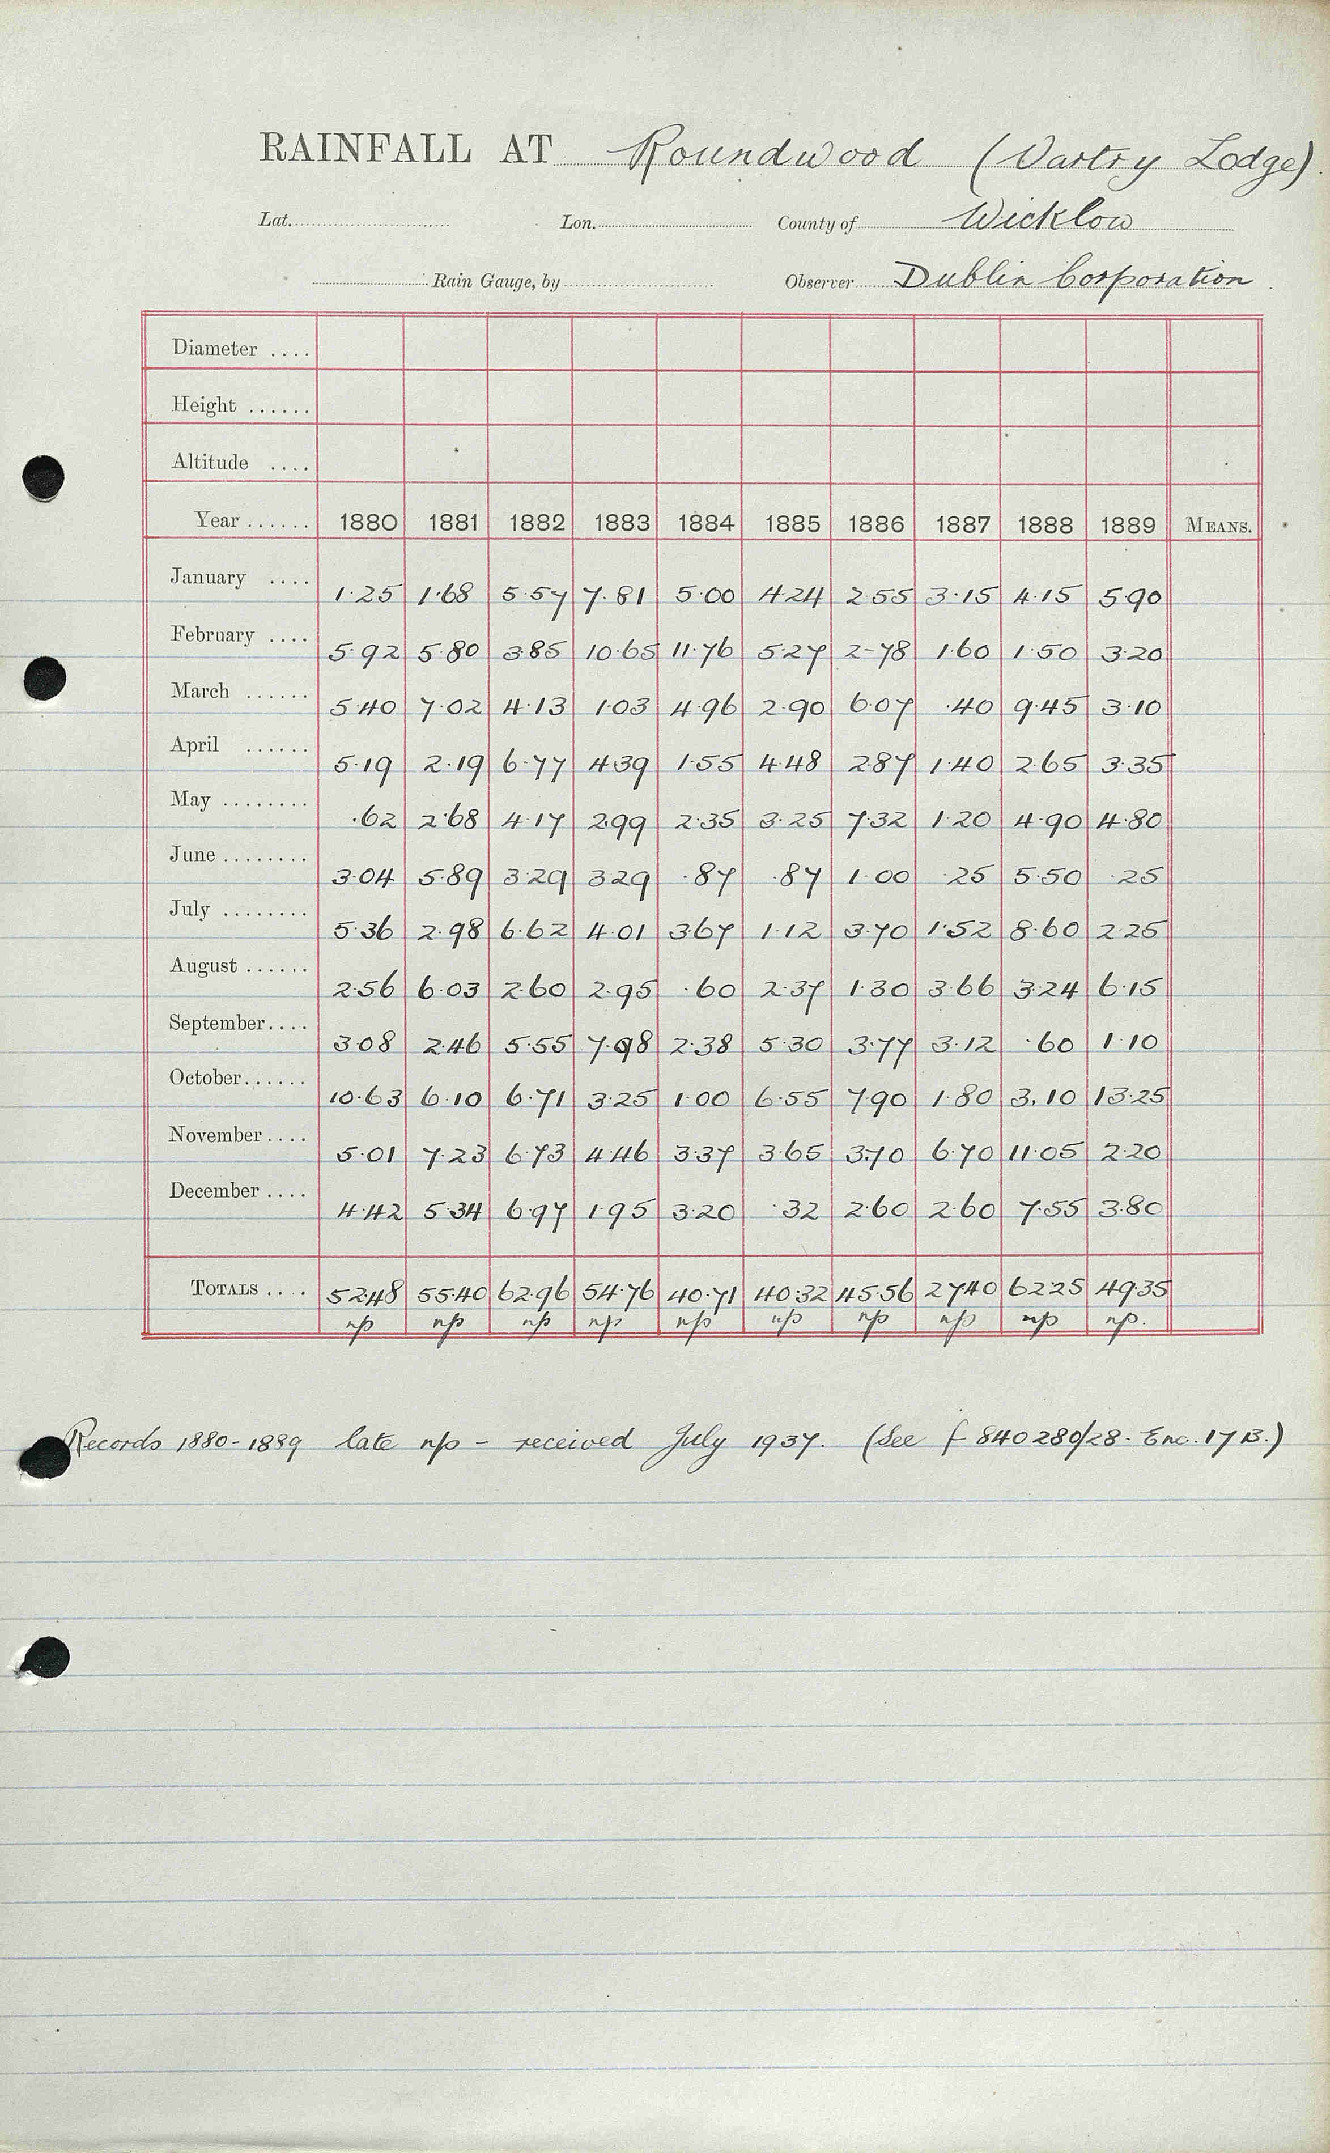 RAINFALL AT Roundwood (Vartry Lodge).
Lat. Lon. County of Wicklow
Rain Gauge, by Observer Dublin Corporation.
Diameter ....
Height ......
Altitude ....
Year ...... 1880 1881 1882 1883 1884 1885 1886 1887 1888 1889 MEANS.
January .... 1.25 1.68 5.57 7.81 5.00 4.24 2.55 3.15 4.15 5.90
February .... 5.92 5.80 3.85 10.65 11.76 5.27 2.78 1.60 1.50 3.20
March ...... 5.40 7.02 4.13 1.03 4.96 2.90 6.07 .40 9.45 3.10
April ...... 5.19 2.19 6.77 4.39 1.55 4.48 2.87 1.40 2.65 3.35
May ........ .62 2.68 4.17 2.99 2.35 3.25 7.32 1.20 4.90 4.80
June ........ 3.04 5.89 3.29 3.29 .87 .87 1.00 .25 5.50 .25
July ........ 5.36 2.98 6.62 4.01 3.67 1.12 3.70 1.52 8.60 2.25
August ...... 2.56 6.03 2.60 2.95 .60 2.37 1.30 3.66 3.24 6.15
September.... 3.08 2.46 5.55 7.98 2.38 5.30 3.77 3.12 .60 1.10
October...... 10.63 6.10 6.71 3.25 1.00 6.55 7.90 1.80 3.10 13.25
November .... 5.01 7.23 6.73 4.46 3.37 3.65 3.70 6.70 11.05 2.20
December .... 4.42 5.34 6.97 1.95 3.20 .32 2.60 2.60 7.55 3.80
TOTALS .... 52.48 55.40 62.96 54.76 40.71 40.32 45.56 27.40 62.25 49.35
np np np np np np np np np np.
Records 1880-1889 late n/p - received July 1937. (See f 840280/28. Enc. 17B.)